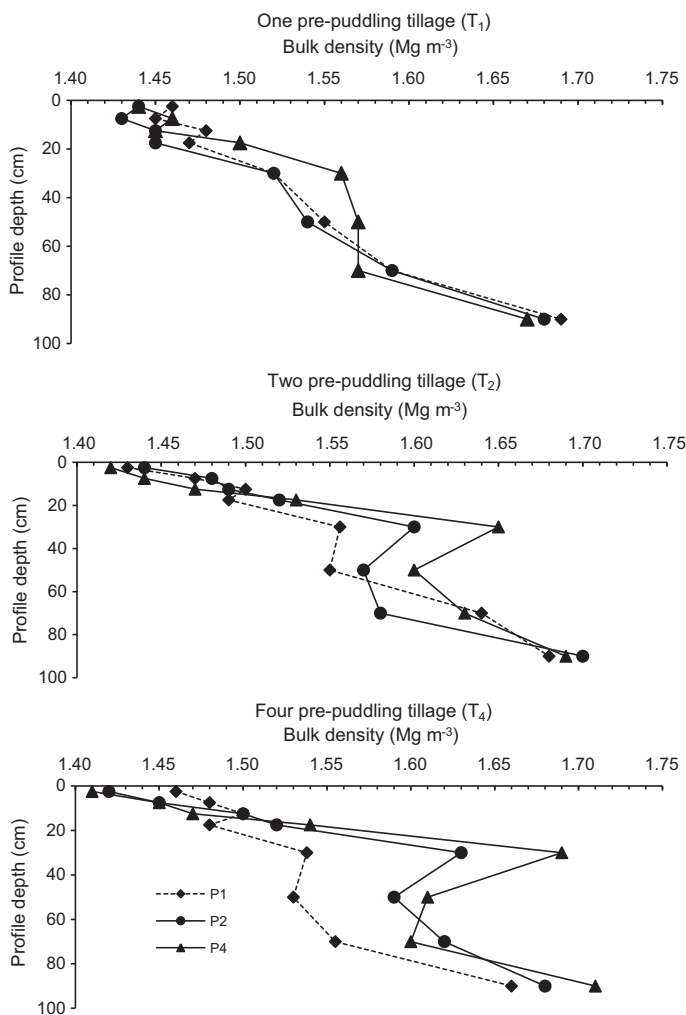 One pre-puddling tillage (T₁)
Bulk density (Mg m⁻³)
1.40 1.45 1.50 1.55 1.60 1.65 1.70 1.75
0
20
40
60
80
100
Profile depth (cm)
Two pre-puddling tillage (T₂)
Bulk density (Mg m⁻³)
1.40 1.45 1.50 1.55 1.60 1.65 1.70 1.75
0
20
40
60
80
100
Profile depth (cm)
Four pre-puddling tillage (T₄)
Bulk density (Mg m⁻³)
1.40 1.45 1.50 1.55 1.60 1.65 1.70 1.75
0
20
40
60
80
100
Profile depth (cm)
P1
P2
P4